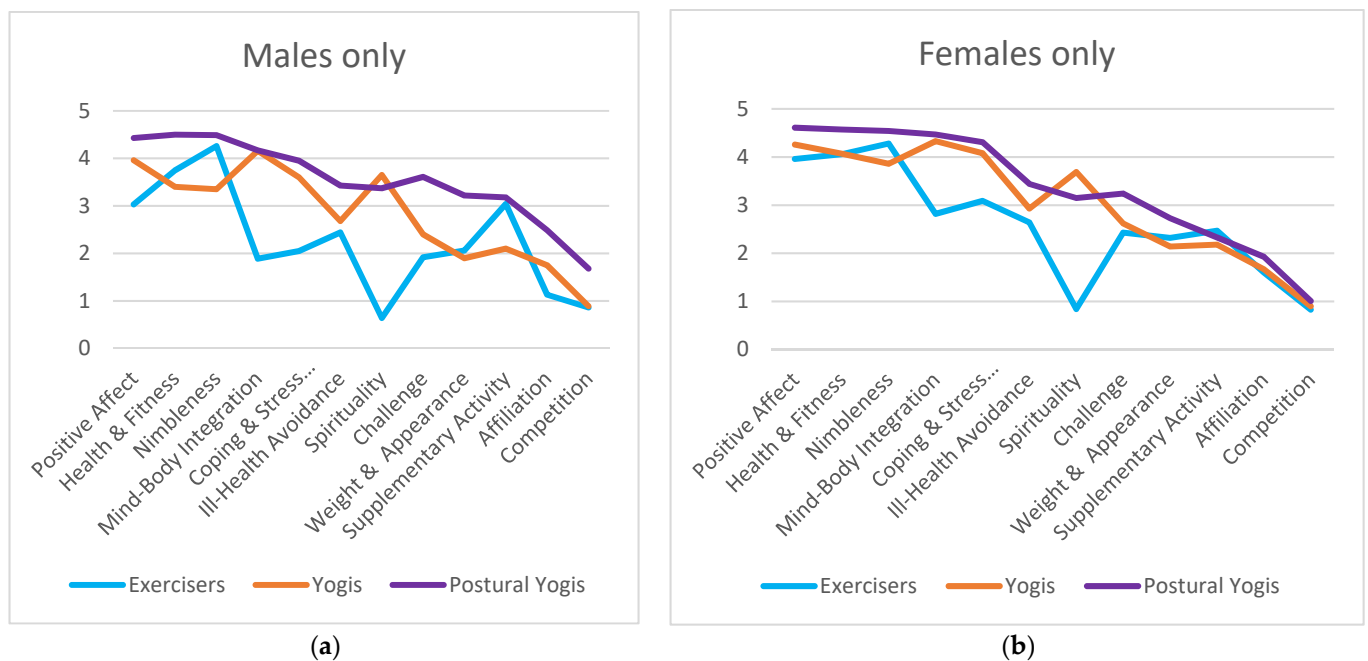 Males only
5
4
3
2
1
0
Positive Affect
Health & Fitness
Nimbleness
Mind-Body Integration
Coping & Stress...
Ill-Health Avoidance
Spirituality
Challenge
Weight & Appearance
Supplementary Activity
Affiliation
Competition
Exercisers Yogis Postural Yogis
(a)
Females only
5
4
3
2
1
0
Positive Affect
Health & Fitness
Nimbleness
Mind-Body Integration
Coping & Stress...
Ill-Health Avoidance
Spirituality
Challenge
Weight & Appearance
Supplementary Activity
Affiliation
Competition
Exercisers Yogis Postural Yogis
(b)